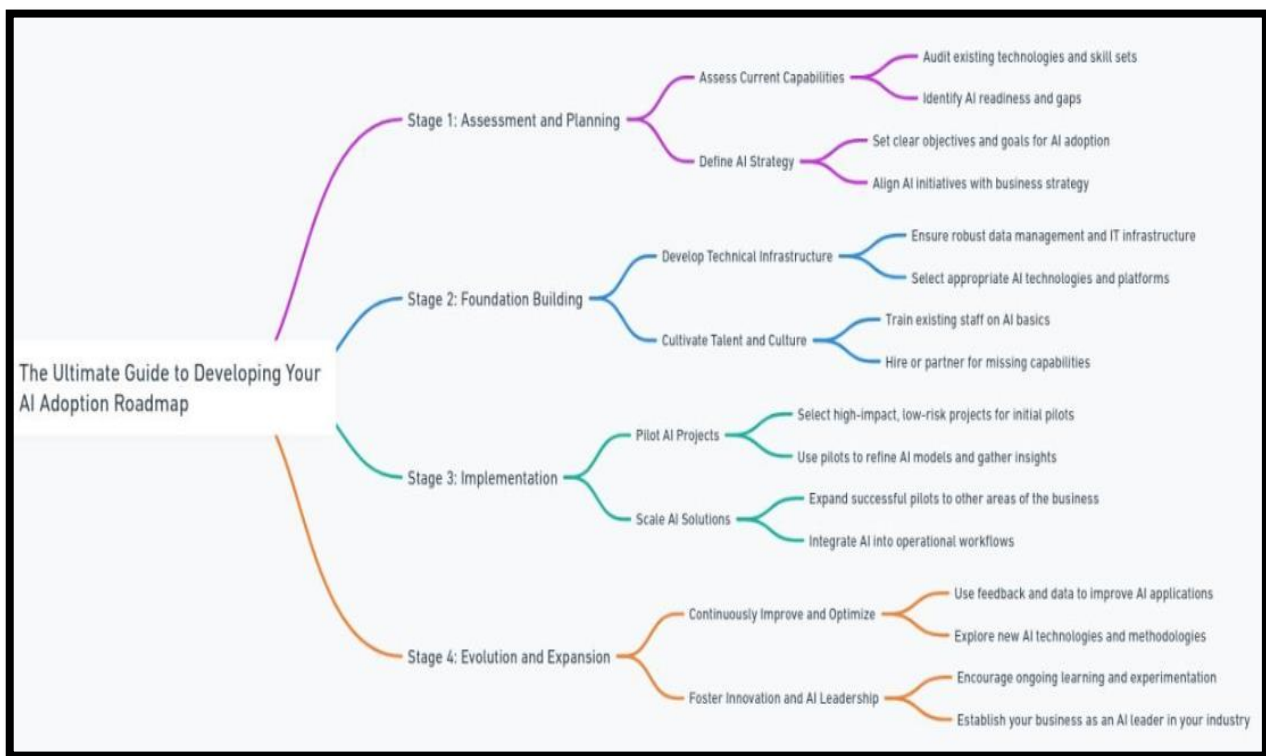 The Ultimate Guide to Developing Your
AI Adoption Roadmap
Stage 1: Assessment and Planning
Assess Current Capabilities
Audit existing technologies and skill sets
Identify AI readiness and gaps
Define AI Strategy
Set clear objectives and goals for AI adoption
Align AI initiatives with business strategy
Stage 2: Foundation Building
Develop Technical Infrastructure
Ensure robust data management and IT infrastructure
Select appropriate AI technologies and platforms
Cultivate Talent and Culture
Train existing staff on AI basics
Hire or partner for missing capabilities
Stage 3: Implementation
Pilot AI Projects
Select high-impact, low-risk projects for initial pilots
Use pilots to refine AI models and gather insights
Scale AI Solutions
Expand successful pilots to other areas of the business
Integrate AI into operational workflows
Stage 4: Evolution and Expansion
Continuously Improve and Optimize
Use feedback and data to improve AI applications
Explore new AI technologies and methodologies
Foster Innovation and AI Leadership
Encourage ongoing learning and experimentation
Establish your business as an AI leader in your industry